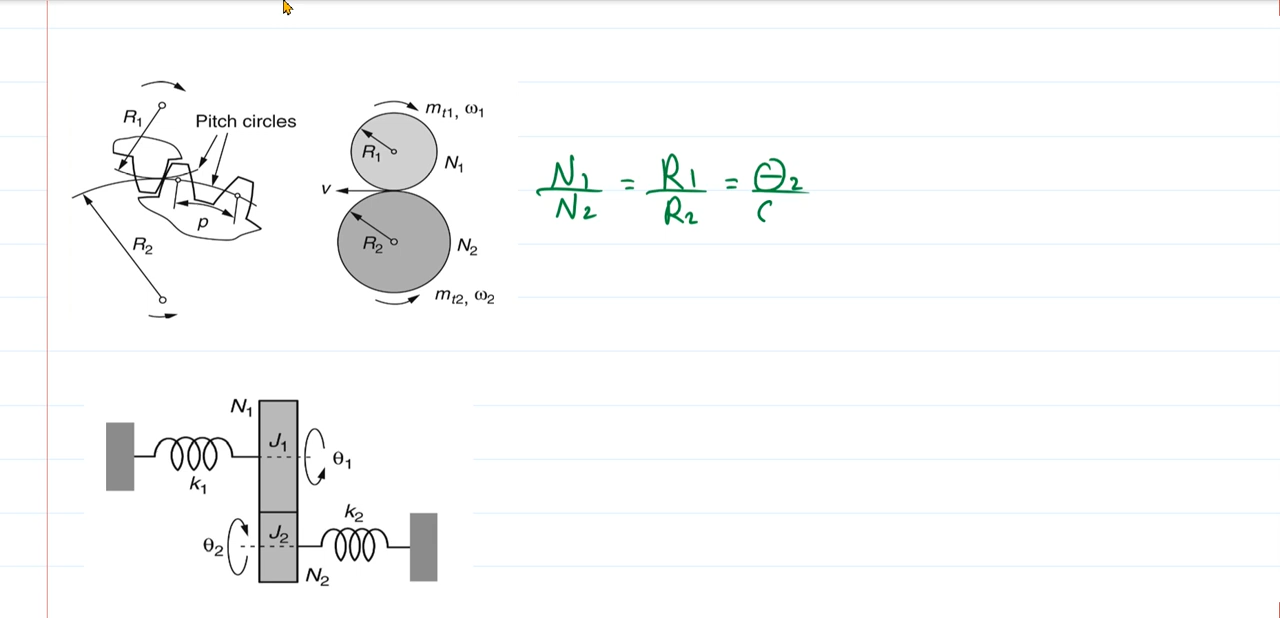 R₁
Pitch circles
p
R₂
mₜ₁, ω₁
R₁
N₁
v
R₂
N₂
mₜ₂, ω₂
N₁/N₂ = R₁/R₂ = Θ₂/
N₁
J₁
θ₁
k₁
k₂
θ₂
J₂
N₂